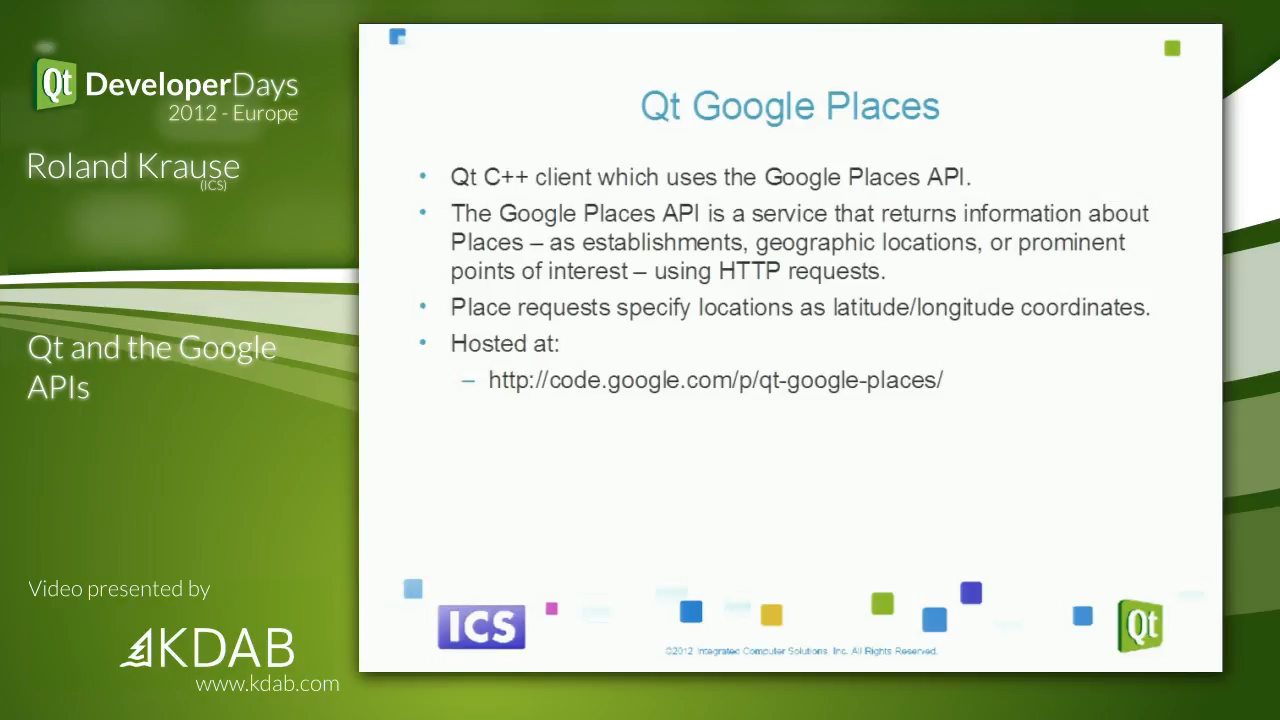 Qt DeveloperDays
2012 - Europe
Roland Krause
(ICS)
Qt and the Google
APIs
Video presented by
KDAB
www.kdab.com
Qt Google Places
• Qt C++ client which uses the Google Places API.
• The Google Places API is a service that returns information about
Places – as establishments, geographic locations, or prominent
points of interest – using HTTP requests.
• Place requests specify locations as latitude/longitude coordinates.
• Hosted at:
– http://code.google.com/p/qt-google-places/
ICS
©2012 Integrated Computer Solutions. Inc. All Rights Reserved.
Qt